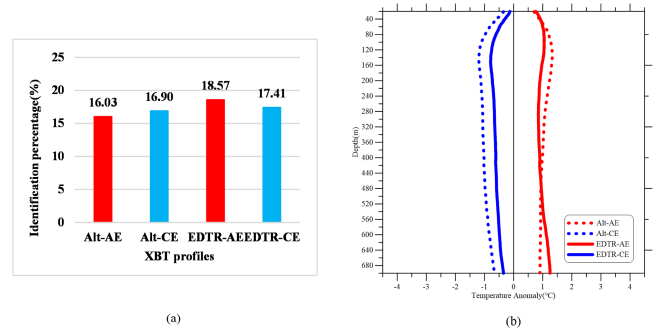 25
20
15
10
5
0
Identification percentage(%)
16.03
16.90
18.57
17.41
Alt-AE Alt-CE EDTR-AE EDTR-CE
XBT profiles
(a)
40
80
120
160
200
240
280
320
360
400
440
480
520
560
600
640
680
Depth(m)
Alt-AE
Alt-CE
EDTR-AE
EDTR-CE
-4 -3 -2 -1 0 1 2 3 4
Temperature Anomaly(°C)
(b)